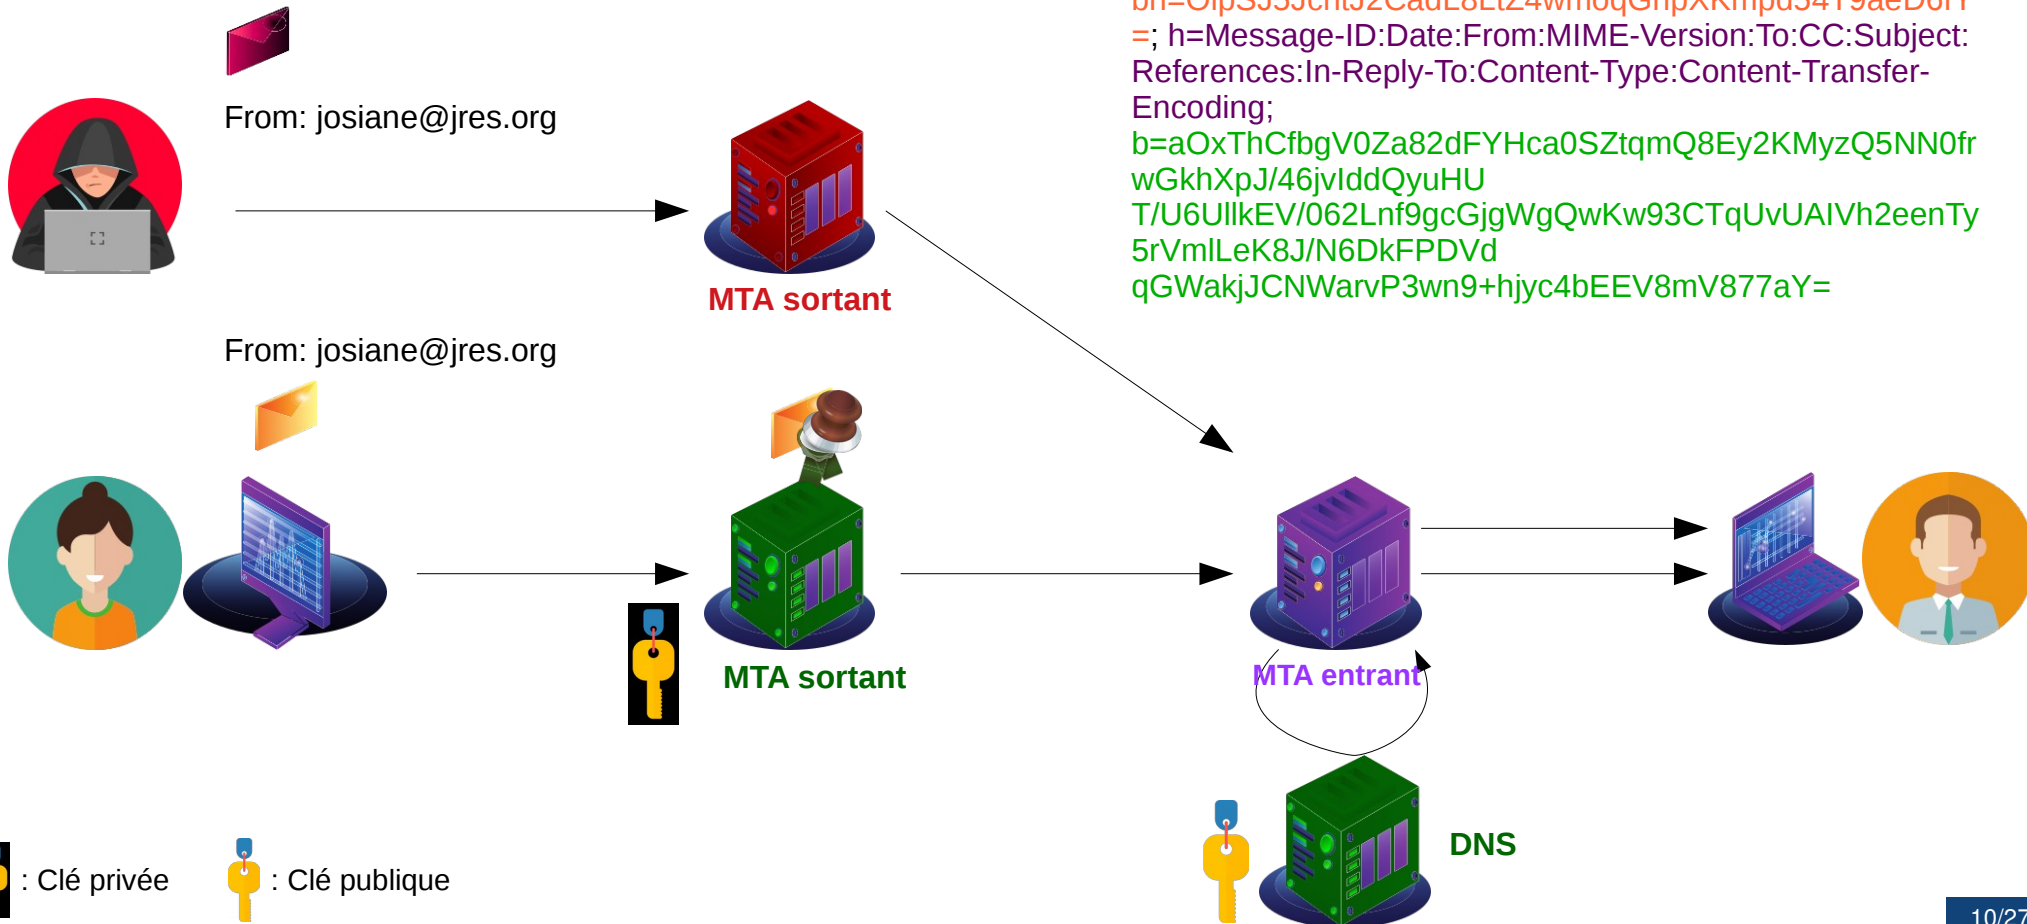 =; h=Message-ID:Date:From:MIME-Version:To:CC:Subject:
References:In-Reply-To:Content-Type:Content-Transfer-
Encoding;
b=aOxThCfbgV0Za82dFYHca0SZtqmQ8Ey2KMyzQ5NN0fr
wGkhXpJ/46jvIddQyuHU
T/U6UllkEV/062Lnf9gcGjgWgQwKw93CTqUvUAIVh2eenTy
5rVmlLeK8J/N6DkFPDVd
qGWakjJCNWarvP3wn9+hjyc4bEEV8mV877aY=
From: josiane@jres.org
MTA sortant
From: josiane@jres.org
MTA sortant
MTA entrant
DNS
: Clé privée
: Clé publique
10/27